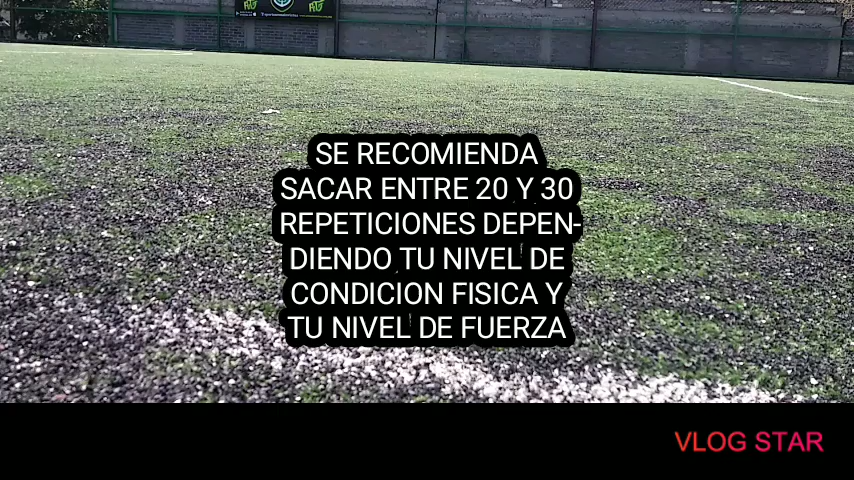 SE RECOMIENDA
SACAR ENTRE 20 Y 30
REPETICIONES DEPEN-
DIENDO TU NIVEL DE
CONDICION FISICA Y
TU NIVEL DE FUERZA
VLOG STAR